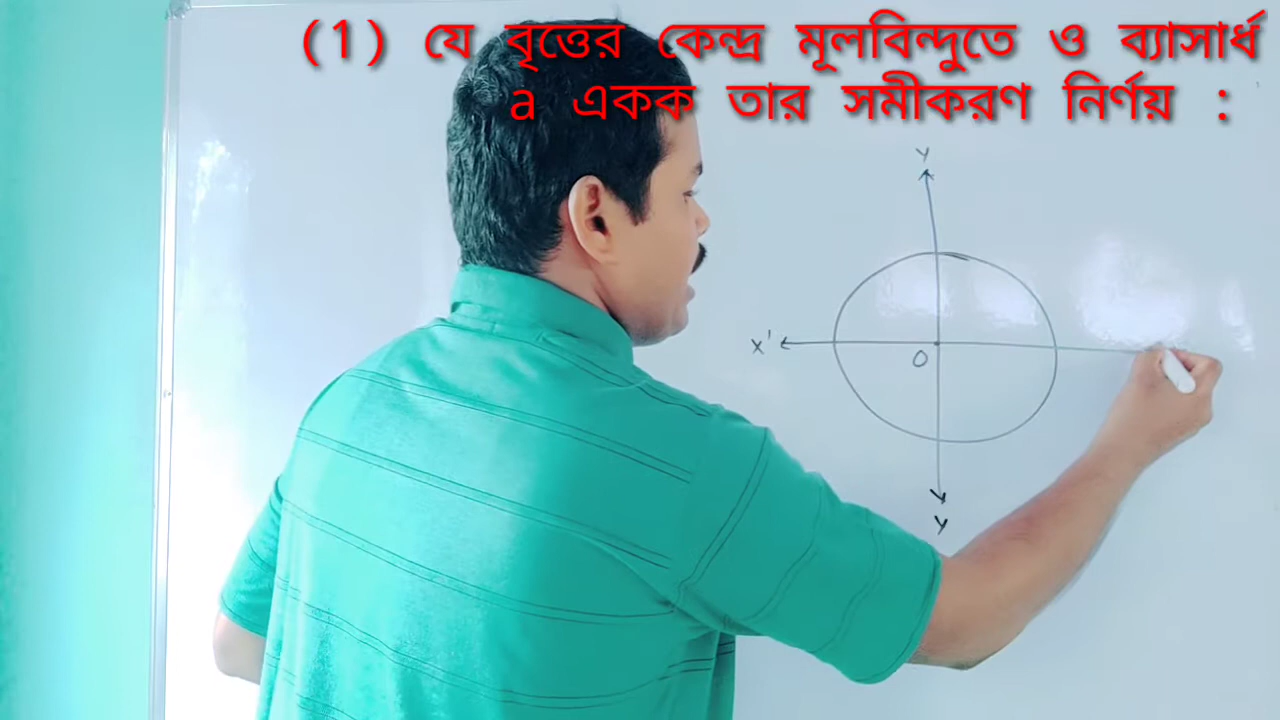 (1) যে বৃত্তের কেন্দ্র মূলবিন্দুতে ও ব্যাসার্ধ
a একক তার সমীকরণ নির্ণয় :
Y
X' O
Y